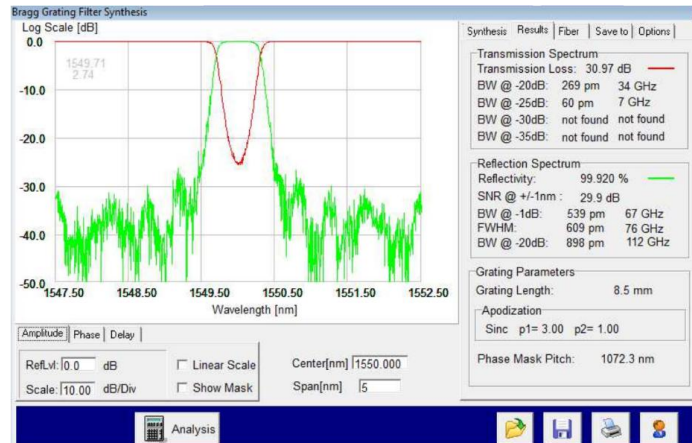 Bragg Grating Filter Synthesis
Log Scale [dB]
0.0
-10.0
-20.0
-30.0
-40.0
-50.0
1549.71
2.74
1547.50 1548.50 1549.50 1550.50 1551.50 1552.50
Wavelength [nm]
Amplitude Phase Delay
RefLvl: 0.0 dB
Scale: 10.00 dB/Div
Linear Scale
Show Mask
Center[nm] 1550.000
Span[nm] 5
Synthesis Results Fiber Save to Options
Transmission Spectrum
Transmission Loss: 30.97 dB
BW @ -20dB: 269 pm 34 GHz
BW @ -25dB: 60 pm 7 GHz
BW @ -30dB: not found not found
BW @ -35dB: not found not found
Reflection Spectrum
Reflectivity: 99.920 %
SNR @ +/-1nm : 29.9 dB
BW @ -1dB: 539 pm 67 GHz
FWHM: 609 pm 76 GHz
BW @ -20dB: 898 pm 112 GHz
Grating Parameters
Grating Length: 8.5 mm
Apodization
Sinc p1= 3.00 p2= 1.00
Phase Mask Pitch: 1072.3 nm
Analysis